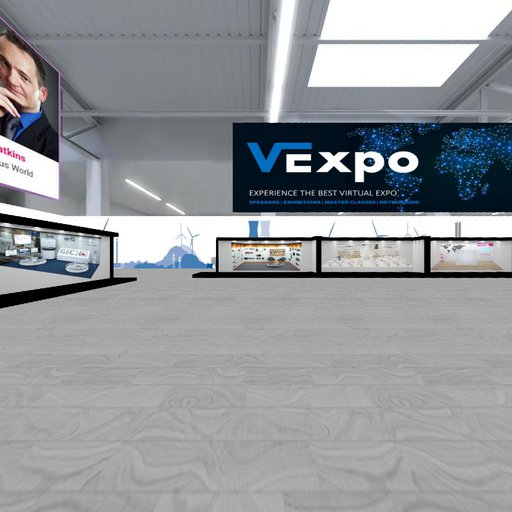 atkins
us World
VExpo
EXPERIENCE THE BEST VIRTUAL EXPO
SPEAKERS | EXHIBITIONS | MASTER CLASSES | NETWORKING